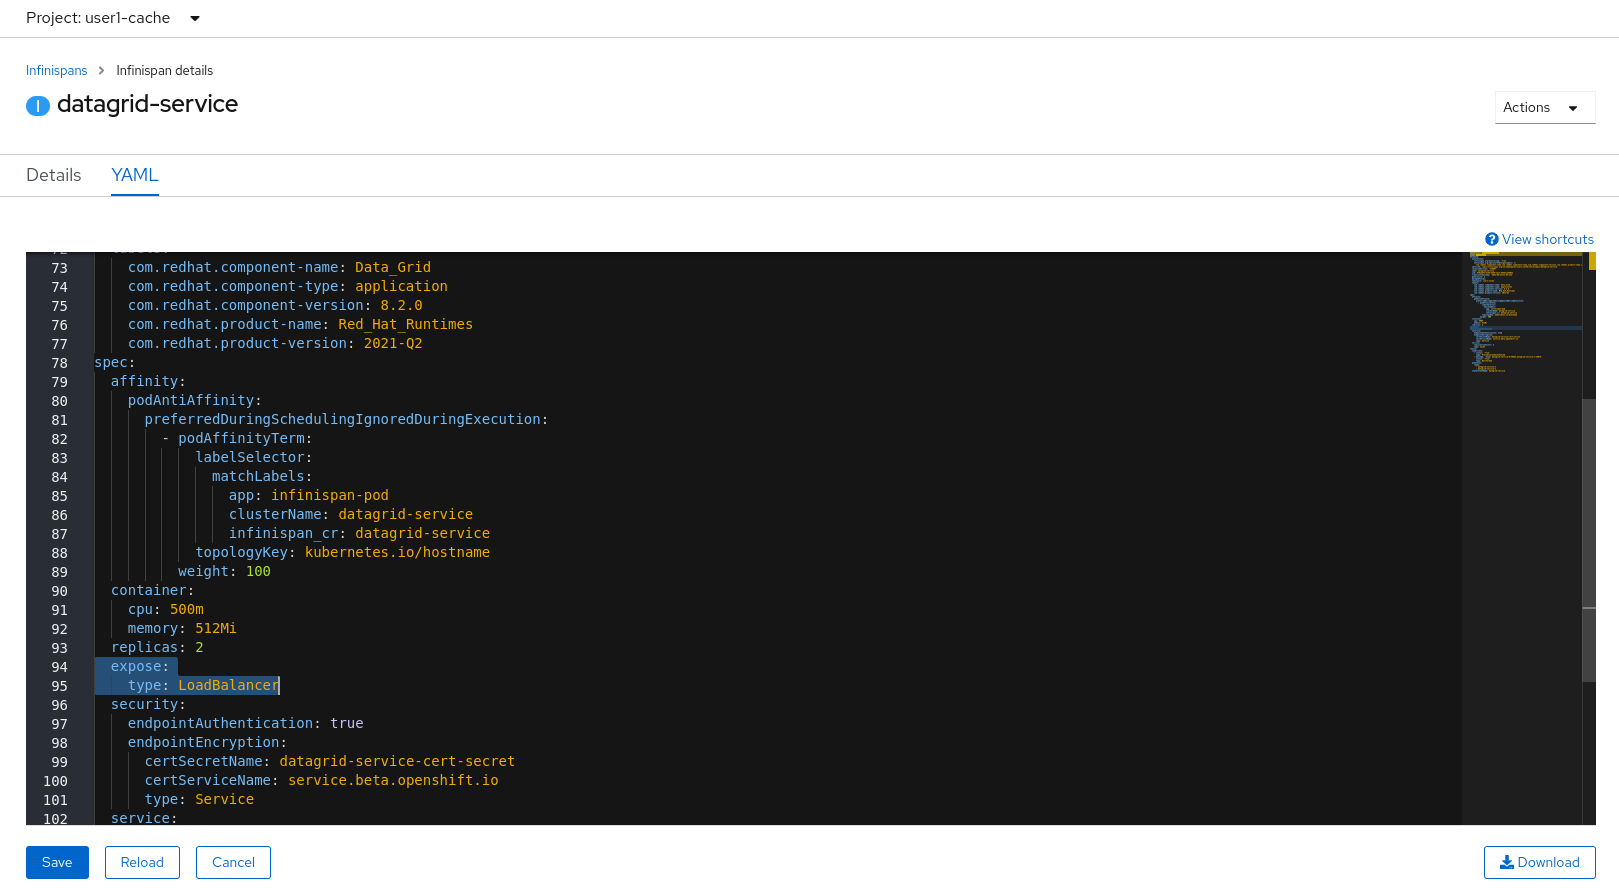 Project: user1-cache
Infinispans > Infinispan details
I datagrid-service
Actions
Details YAML
View shortcuts
73 com.redhat.component-name: Data_Grid
74 com.redhat.component-type: application
75 com.redhat.component-version: 8.2.0
76 com.redhat.product-name: Red_Hat_Runtimes
77 com.redhat.product-version: 2021-Q2
78 spec:
79 affinity:
80 podAntiAffinity:
81 preferredDuringSchedulingIgnoredDuringExecution:
82 - podAffinityTerm:
83 labelSelector:
84 matchLabels:
85 app: infinispan-pod
86 clusterName: datagrid-service
87 infinispan_cr: datagrid-service
88 topologyKey: kubernetes.io/hostname
89 weight: 100
90 container:
91 cpu: 500m
92 memory: 512Mi
93 replicas: 2
94 expose:
95 type: LoadBalancer
96 security:
97 endpointAuthentication: true
98 endpointEncryption:
99 certSecretName: datagrid-service-cert-secret
100 certServiceName: service.beta.openshift.io
101 type: Service
102 service:
Save Reload Cancel Download